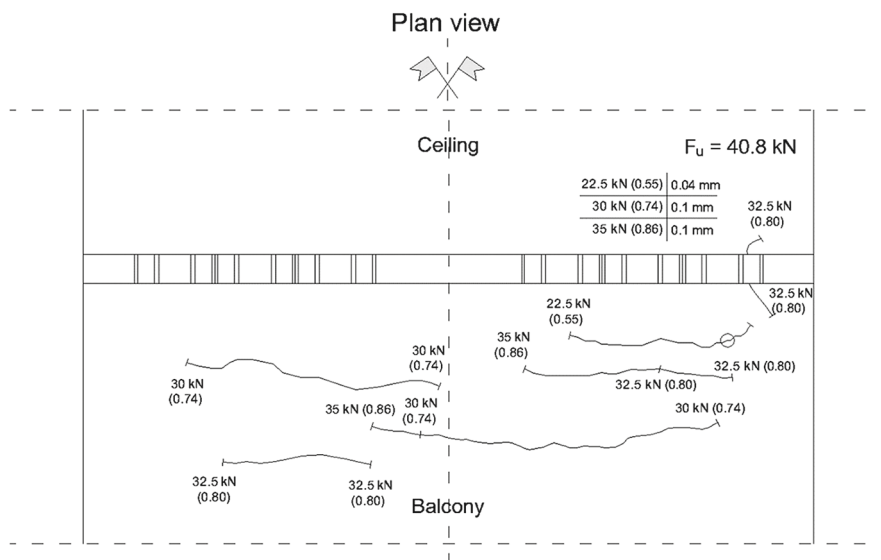 Plan view
Ceiling
Fu = 40.8 kN
22.5 kN (0.55) 0.04 mm
30 kN (0.74) 0.1 mm
35 kN (0.86) 0.1 mm
32.5 kN
(0.80)
32.5 kN
(0.80)
22.5 kN
(0.55)
35 kN
(0.86)
30 kN
(0.74)
30 kN
(0.74)
32.5 kN (0.80)
32.5 kN (0.80)
35 kN (0.86)
30 kN
(0.74)
30 kN (0.74)
32.5 kN
(0.80)
32.5 kN
(0.80)
Balcony